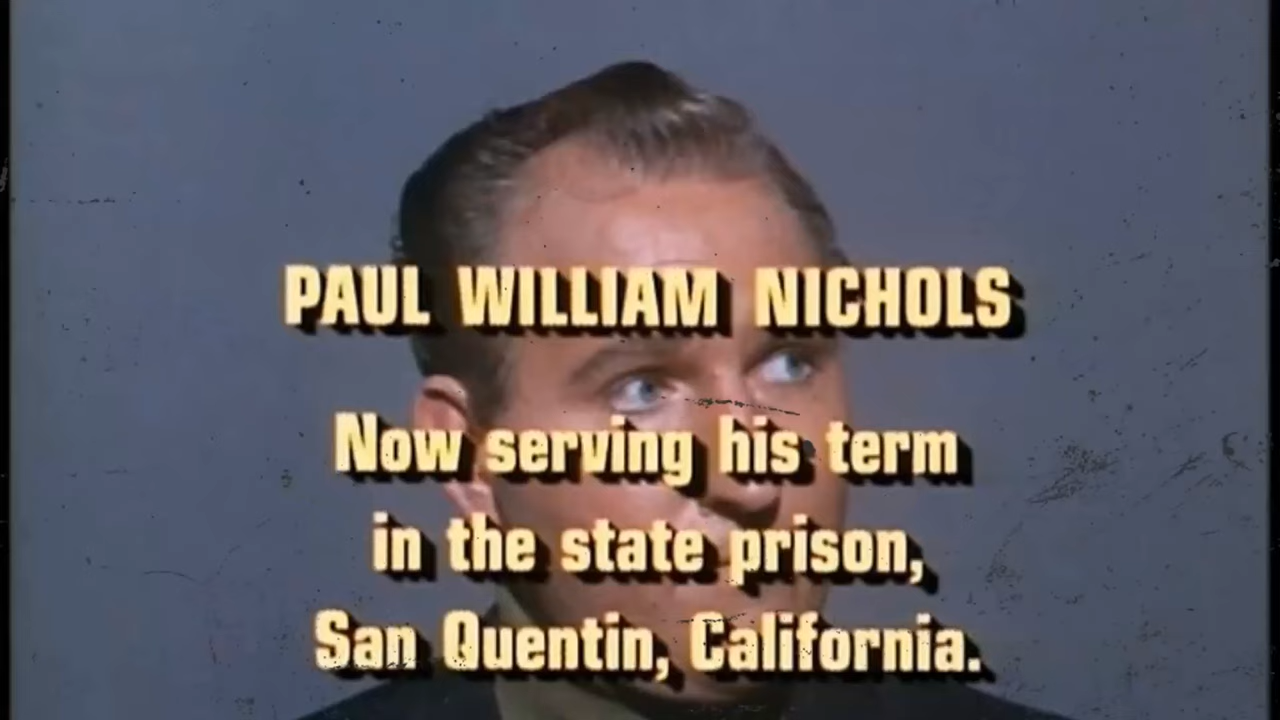 PAUL WILLIAM NICHOLS
Now serving his term
in the state prison,
San Quentin, California.